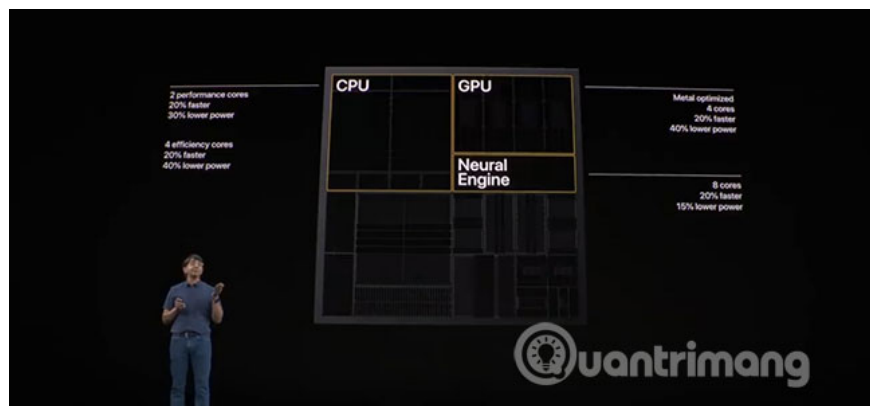 CPU
GPU
Neural
Engine
2 performance cores
20% faster
30% lower power
4 efficiency cores
20% faster
40% lower power
Metal optimized
4 cores
20% faster
40% lower power
8 cores
20% faster
15% lower power
Quantrimang